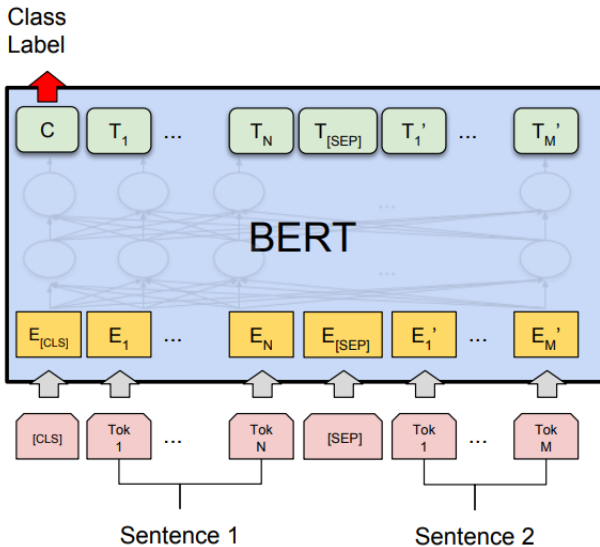 Class
Label
C T1 ... TN T[SEP] T1' ... TM'
...
BERT
...
E[CLS] E1 ... EN E[SEP] E1' ... EM'
[CLS] Tok 1 ... Tok N [SEP] Tok 1 ... Tok M
Sentence 1 Sentence 2